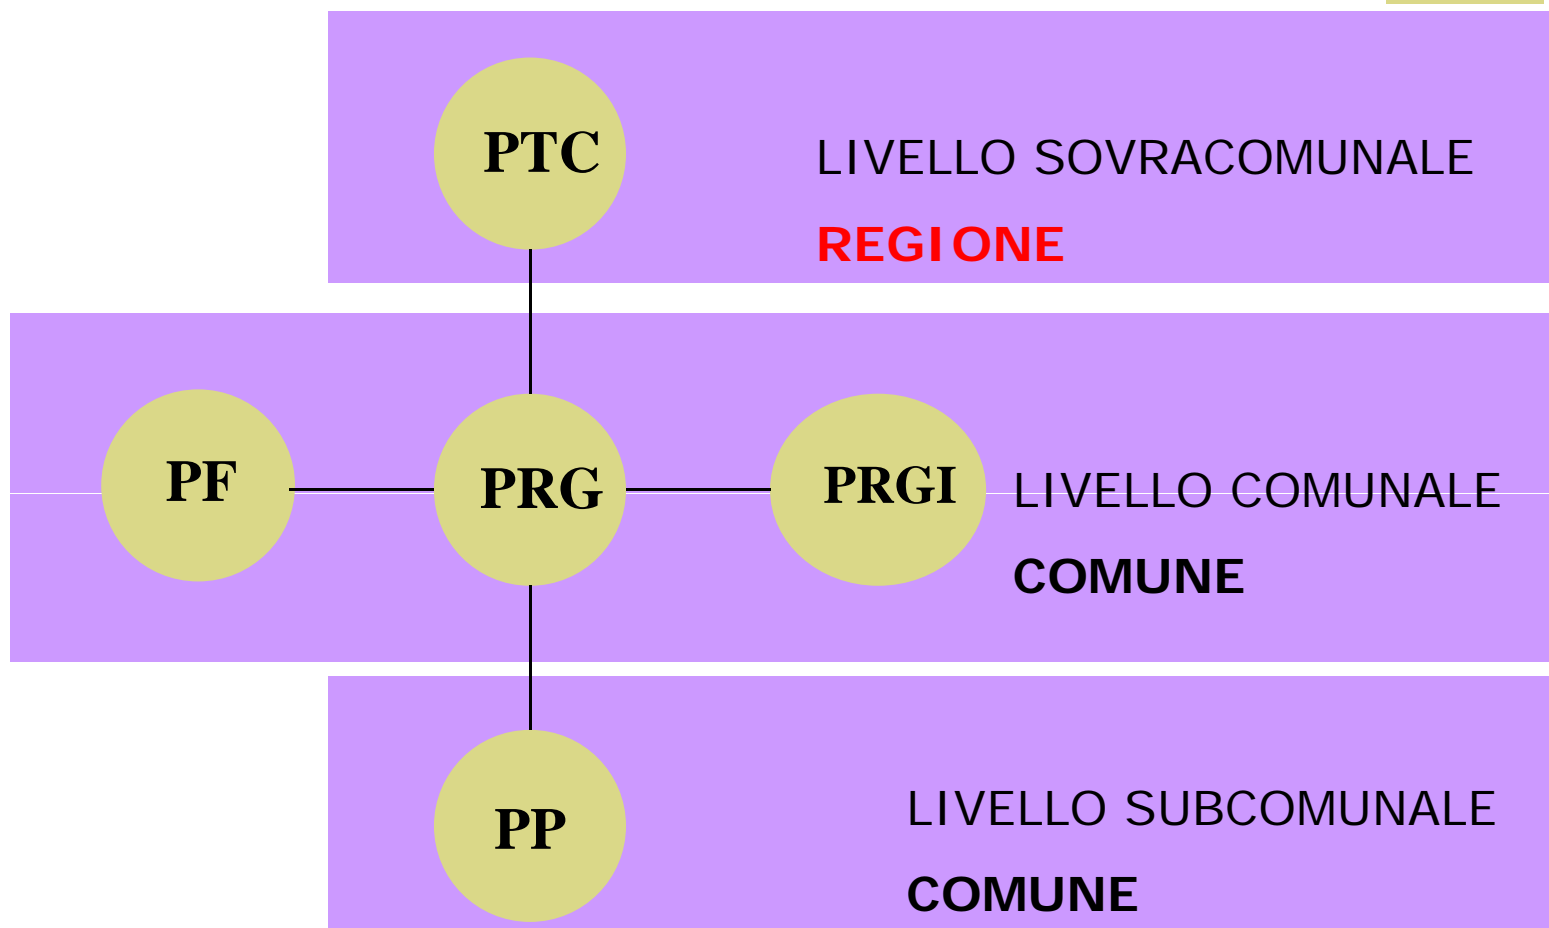 PTC
LIVELLO SOVRACOMUNALE
REGIONE
PF
PRG
PRGI
LIVELLO COMUNALE
COMUNE
PP
LIVELLO SUBCOMUNALE
COMUNE